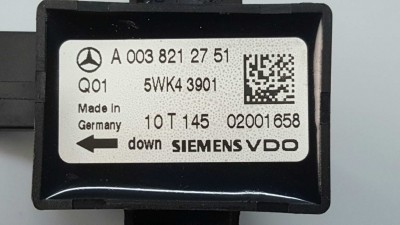 A 003 821 27 51
Q01 5WK4 3901
Made in
Germany 10 T 145 02001658
down SIEMENS VDO